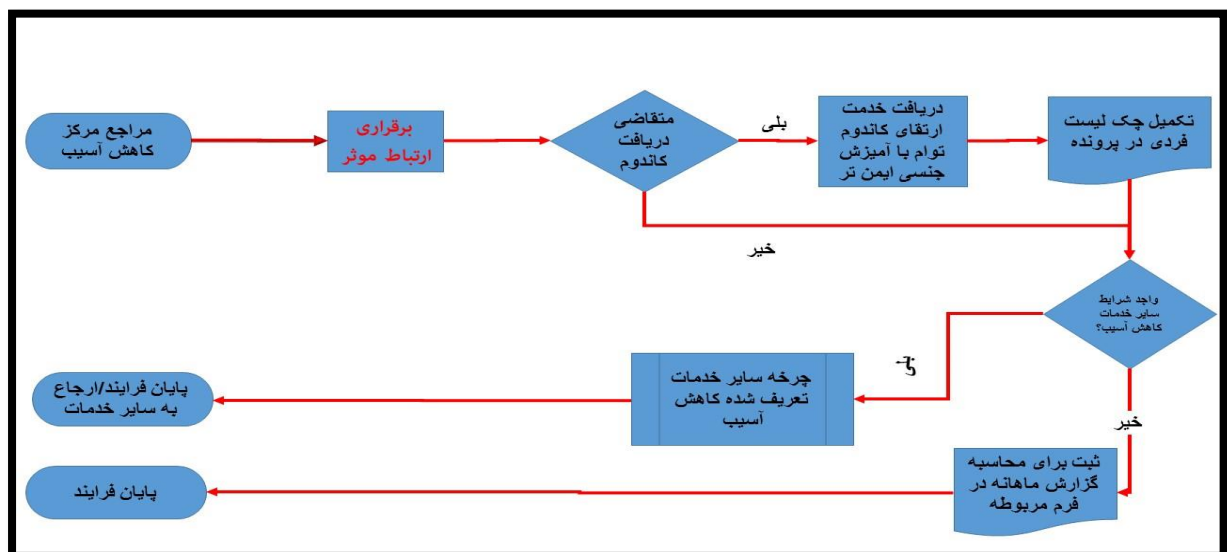 مراجع مرکز
کاهش آسیب
برقراری
ارتباط موثر
متقاضی
دریافت
کاندوم
بلی
دریافت خدمت
ارتقای کاندوم
توام با آمیزش
جنسی ایمن تر
تکمیل چک لیست
فردی در پرونده
خیر
واجد شرایط
سایر خدمات
کاهش آسیب؟
بلی
چرخه سایر خدمات
تعریف شده کاهش
آسیب
پایان فرایند/ارجاع
به سایر خدمات
خیر
ثبت برای محاسبه
گزارش ماهانه در
فرم مربوطه
پایان فرایند